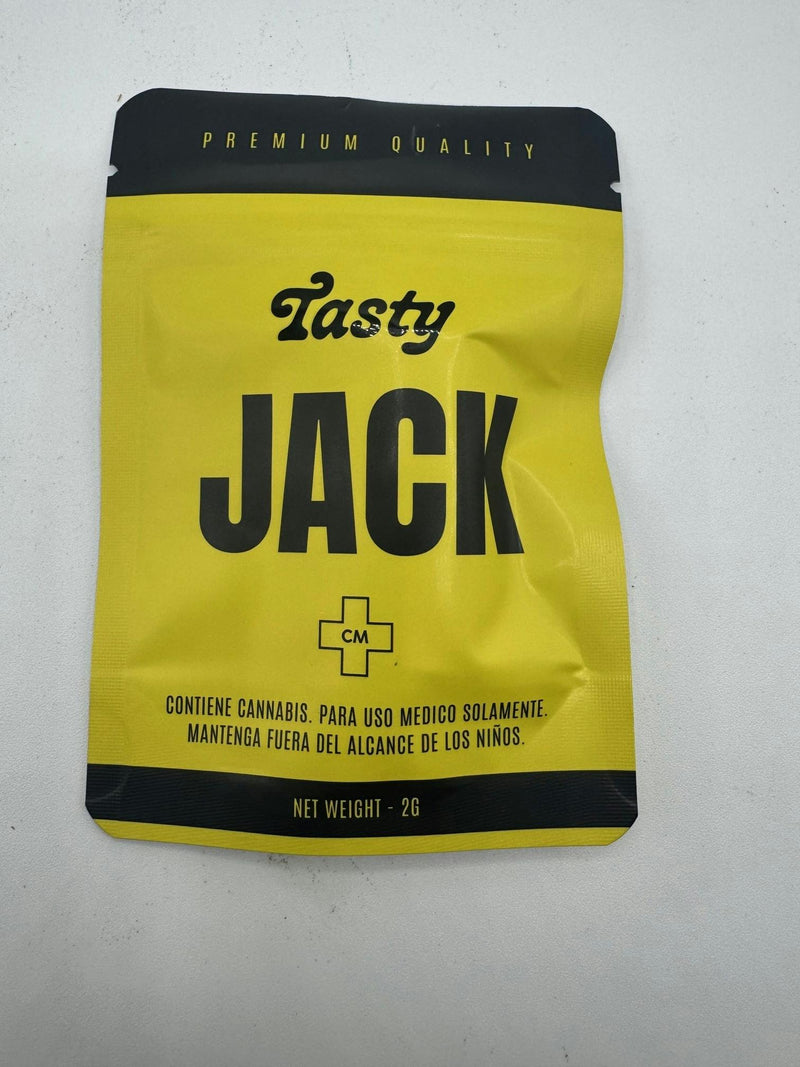 PREMIUM QUALITY
Tasty
JACK
CM
CONTIENE CANNABIS. PARA USO MEDICO SOLAMENTE.
MANTENGA FUERA DEL ALCANCE DE LOS NIÑOS.
NET WEIGHT - 2G